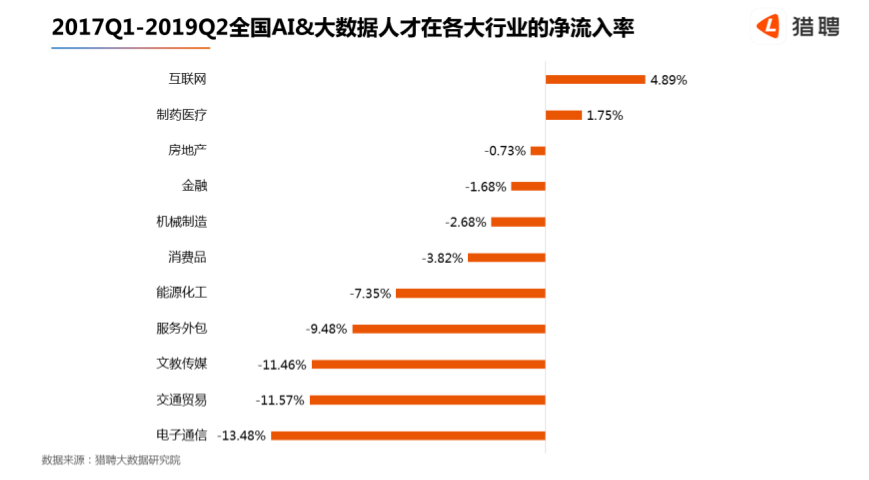 2017Q1-2019Q2全国AI&大数据人才在各大行业的净流入率
猎聘
互联网 4.89%
制药医疗 1.75%
房地产 -0.73%
金融 -1.68%
机械制造 -2.68%
消费品 -3.82%
能源化工 -7.35%
服务外包 -9.48%
文教传媒 -11.46%
交通贸易 -11.57%
电子通信 -13.48%
数据来源：猎聘大数据研究院